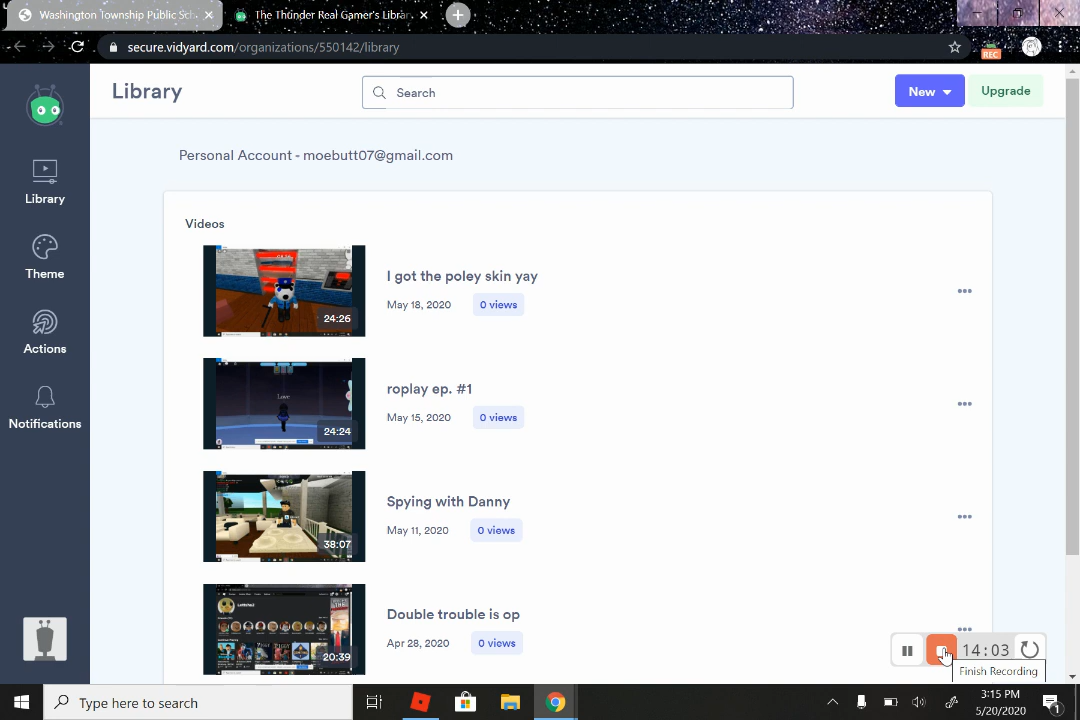 Washington Township Public Sch
The Thunder Real Gamer's Librar
secure.vidyard.com/organizations/550142/library
REC
Library
Search
New
Upgrade
Personal Account - moebutt07@gmail.com
Library
Theme
Actions
Notifications
Videos
24:26
I got the poley skin yay
May 18, 2020
0 views
Love
24:24
roplay ep. #1
May 15, 2020
0 views
38:07
Spying with Danny
May 11, 2020
0 views
20:39
Double trouble is op
Apr 28, 2020
0 views
14:03
Finish Recording
Type here to search
3:15 PM
5/20/2020
1